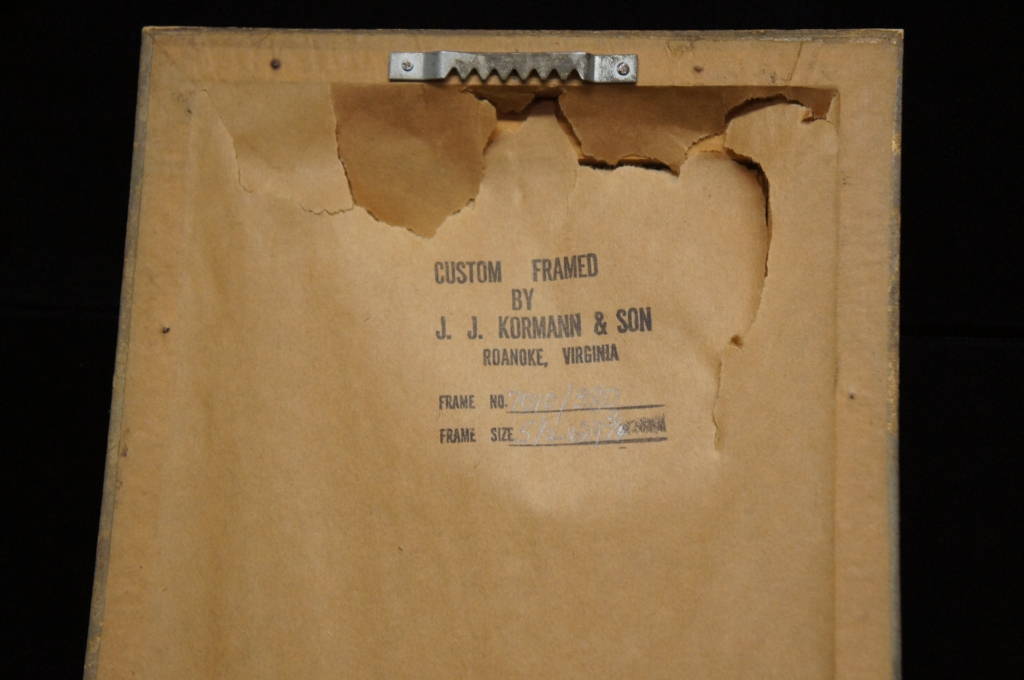 CUSTOM FRAMED
BY
J. J. KORMANN & SON
ROANOKE, VIRGINIA
FRAME NO.
FRAME SIZE